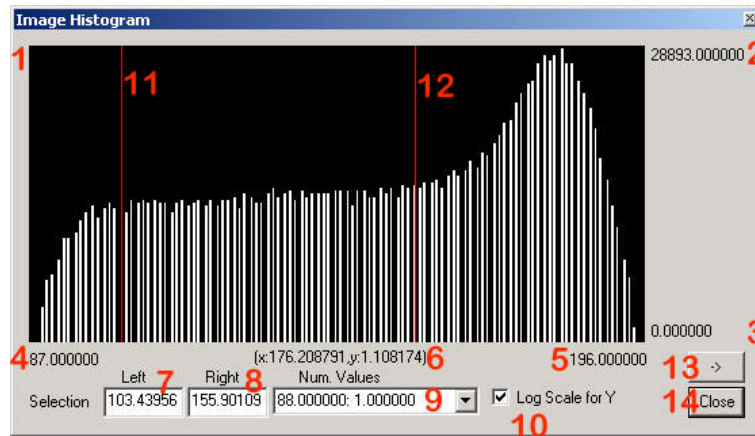 Image Histogram
1
11
12
28893.000000 2
0.000000 3
4 87.000000
(x:176.208791,y:1.108174) 6
5 196.000000
13 ->
Left 7
Right 8
Num. Values
Selection
103.43956
155.90109
88.000000: 1.000000 9
Log Scale for Y
10
14 Close